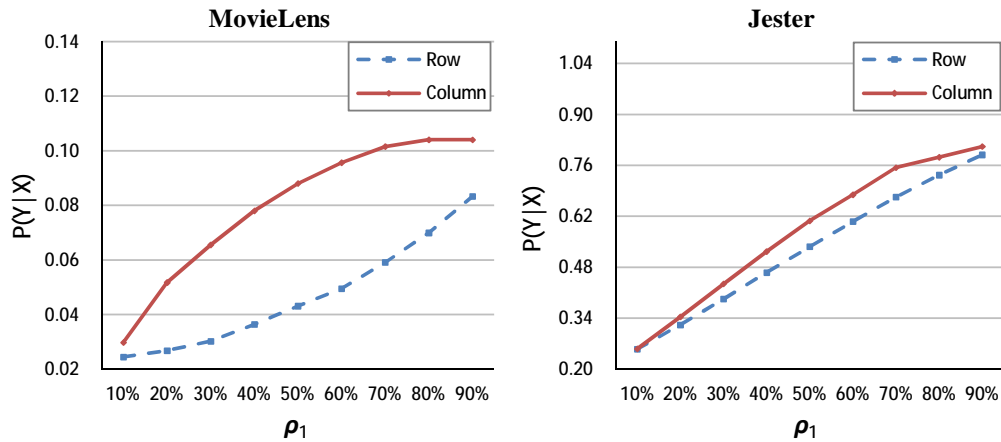 MovieLens
0.14
0.12
0.10
0.08
0.06
0.04
0.02
P(Y|X)
Row
Column
10% 20% 30% 40% 50% 60% 70% 80% 90%
ρ1
Jester
1.04
0.90
0.76
0.62
0.48
0.34
0.20
P(Y|X)
Row
Column
10% 20% 30% 40% 50% 60% 70% 80% 90%
ρ1